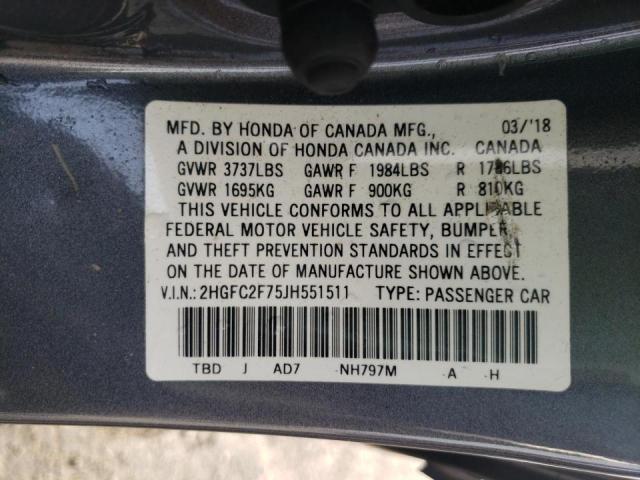 MFD. BY HONDA OF CANADA MFG., 03/'18
A DIVISION OF HONDA CANADA INC. CANADA
GVWR 3737LBS GAWR F 1984LBS R
GVWR 1695KG GAWR F 900KG R 810KG
THIS VEHICLE CONFORMS TO ALL APPLICABLE
FEDERAL MOTOR VEHICLE SAFETY, BUMPER,
AND THEFT PREVENTION STANDARDS IN EFFECT
ON THE DATE OF MANUFACTURE SHOWN ABOVE.
V.I.N.: 2HGFC2F75JH551511 TYPE: PASSENGER CAR
TBD J AD7 NH797M -A -H